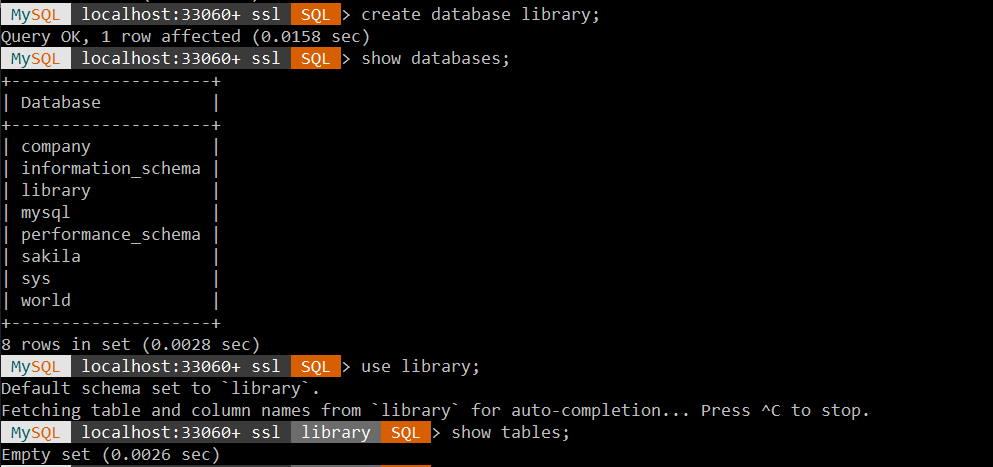 MySQL localhost:33060+ ssl SQL > create database library;
Query OK, 1 row affected (0.0158 sec)
MySQL localhost:33060+ ssl SQL > show databases;
+--------------------+
| Database           |
+--------------------+
| company            |
| information_schema |
| library            |
| mysql              |
| performance_schema |
| sakila             |
| sys                |
| world              |
+--------------------+
8 rows in set (0.0028 sec)
MySQL localhost:33060+ ssl SQL > use library;
Default schema set to `library`.
Fetching table and column names from `library` for auto-completion... Press ^C to stop.
MySQL localhost:33060+ ssl library SQL > show tables;
Empty set (0.0026 sec)